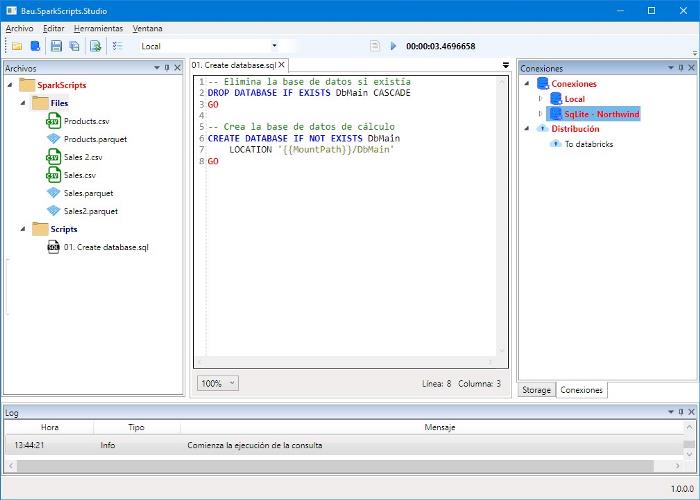 Bau.SparkScripts.Studio
Archivo Editar Herramientas Ventana
Local
00:00:03.4696658
Archivos
SparkScripts
Files
Products.csv
Products.parquet
Sales 2.csv
Sales.csv
Sales.parquet
Sales2.parquet
Scripts
01. Create database.sql
01. Create database.sql
1 -- Elimina la base de datos si existía
2 DROP DATABASE IF EXISTS DbMain CASCADE
3 GO
4
5 -- Crea la base de datos de cálculo
6 CREATE DATABASE IF NOT EXISTS DbMain
7 LOCATION '{{MountPath}}/DbMain'
8 GO
100%
Línea: 8 Columna: 3
Conexiones
Conexiones
Local
SqLite - Northwind
Distribución
To databricks
Storage Conexiones
Log
Hora Tipo Mensaje
13:44:21 Info Comienza la ejecución de la consulta
1.0.0.0